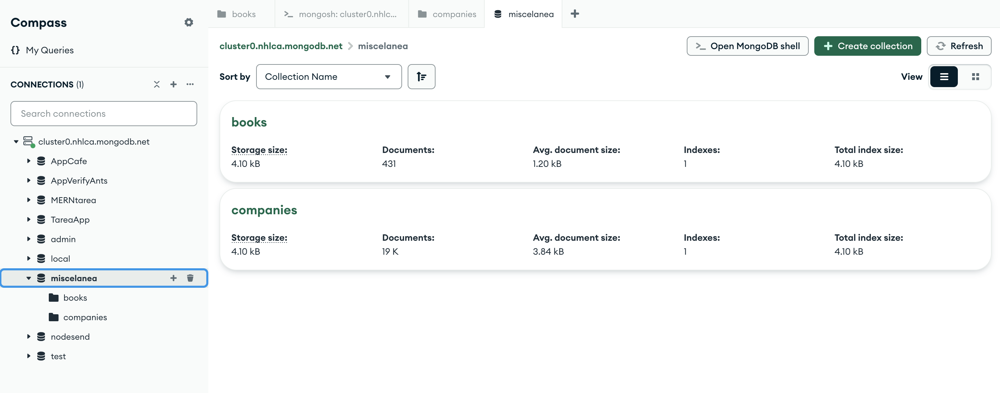 Compass
My Queries
CONNECTIONS (1)
Search connections
cluster0.nhlca.mongodb.net
AppCafe
AppVerifyAnts
MERNtarea
TareaApp
admin
local
miscelanea
books
companies
nodesend
test
books
mongosh: cluster0.nhlc...
companies
miscelanea
cluster0.nhlca.mongodb.net miscelanea
Open MongoDB shell
Create collection
Refresh
Sort by Collection Name
View
books
Storage size: Documents: Avg. document size: Indexes: Total index size:
4.10 kB 431 1.20 kB 1 4.10 kB
companies
Storage size: Documents: Avg. document size: Indexes: Total index size:
4.10 kB 19 K 3.84 kB 1 4.10 kB